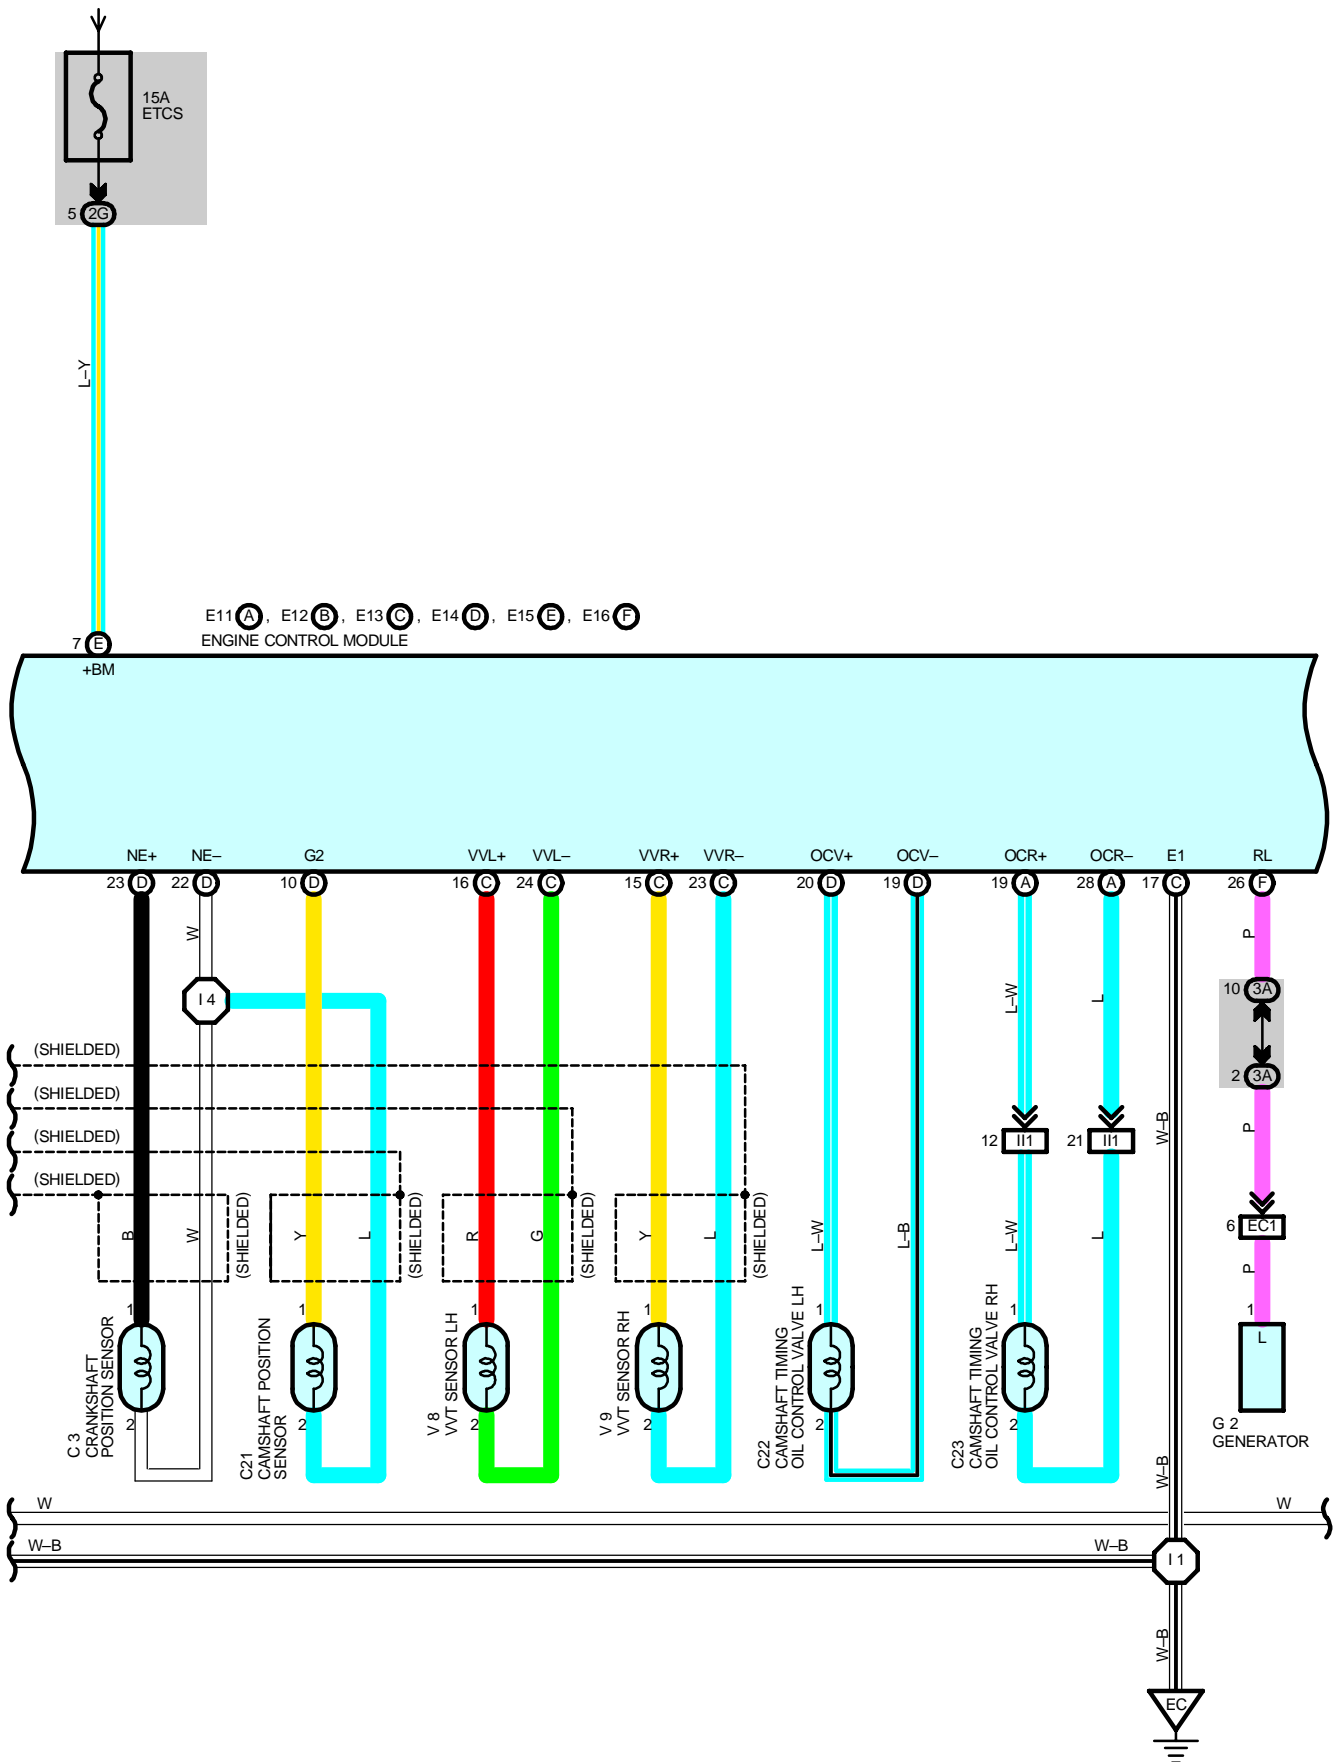 15A
ETCS
5 2G
L–Y
E11 A , E12 B , E13 C , E14 D , E15 E , E16 F
ENGINE CONTROL MODULE
7 E
+BM
NE+ NE– G2 VVL+ VVL– VVR+ VVR– OCV+ OCV– OCR+ OCR– E1 RL
23 D 22 D 10 D 16 C 24 C 15 C 23 C 20 D 19 D 19 A 28 A 17 C 26 F
W P
I 4 L–W L 10 3A
(SHIELDED)
2 3A
(SHIELDED)
(SHIELDED)
12 II1 21 II1 W–B P
(SHIELDED)
B W (SHIELDED) Y L (SHIELDED) R G (SHIELDED) Y L (SHIELDED) L–W L–B L–W L
6 EC1
P
1 1 1 1 1 1 1
L
2 2 2 2 2 2
C 3
CRANKSHAFT
POSITION SENSOR
C21
CAMSHAFT POSITION
SENSOR
V 8
VVT SENSOR LH
V 9
VVT SENSOR RH
C22
CAMSHAFT TIMING
OIL CONTROL VALVE LH
C23
CAMSHAFT TIMING
OIL CONTROL VALVE RH
G 2
GENERATOR
W–B
W W
W–B W–B
I 1
W–B
EC